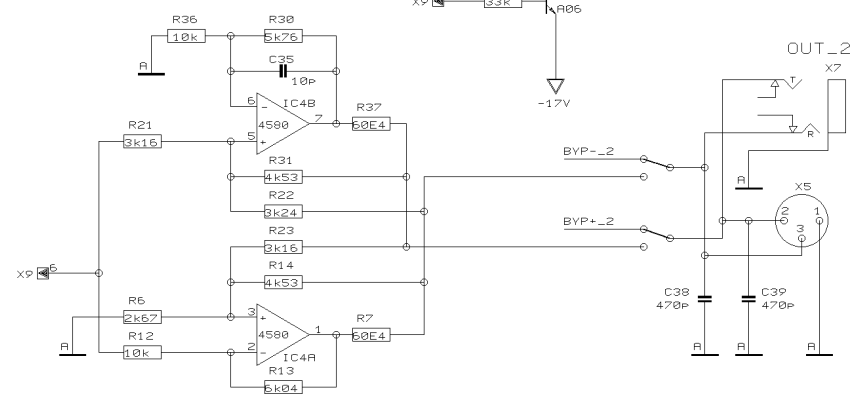 X9
33k
A06
-17V
R36
10k
R30
5k76
C35
10p
A
6
IC4B
4580
7
5
R37
60E4
R21
3k16
R31
4k53
R22
3k24
R23
3k16
R14
4k53
X9
6
R6
2k67
R12
10k
A
3
4580
1
2
IC4A
R7
60E4
R13
6k04
BYP-_2
BYP+_2
OUT_2
X7
T
R
A
X5
2
1
3
C38
470p
C39
470p
A
A
A